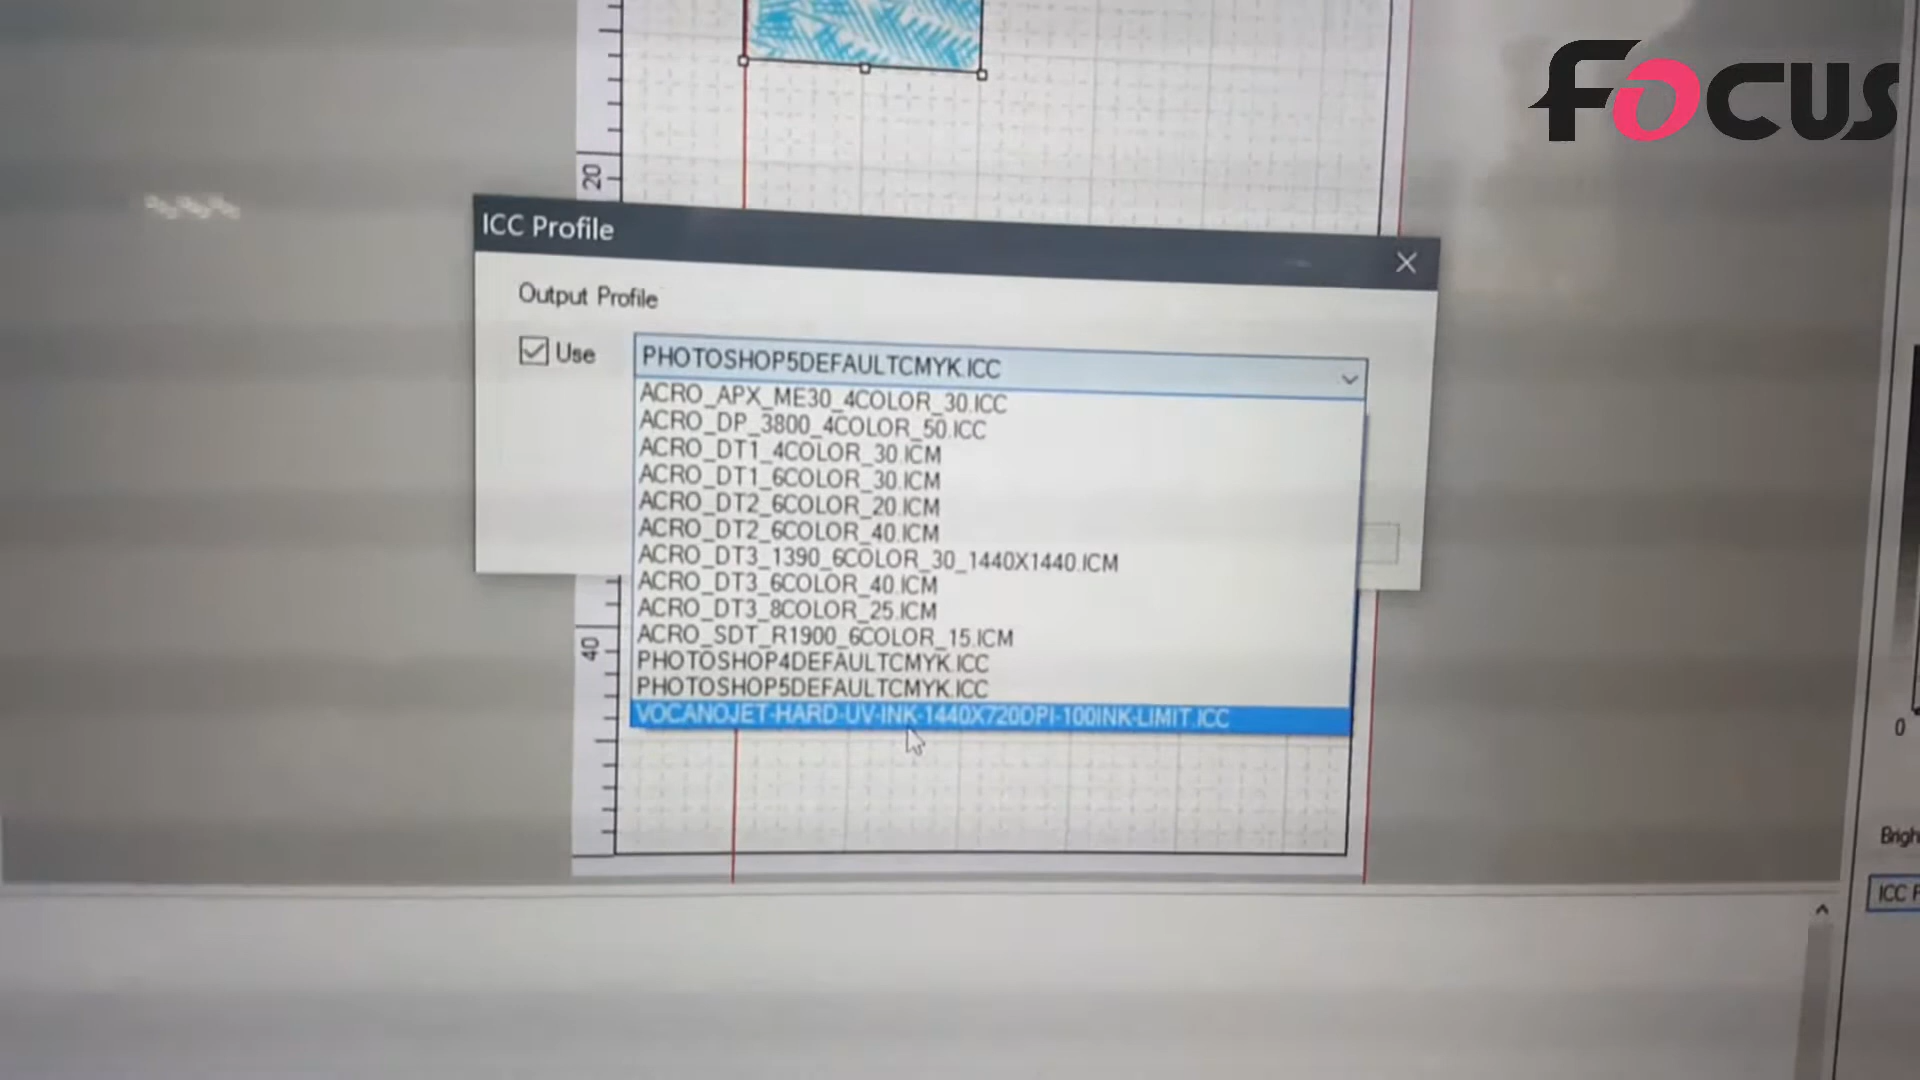 FOCUS
20
ICC Profile
Output Profile
Use
PHOTOSHOP5DEFAULTCMYK.ICC
ACRO_APX_ME30_4COLOR_30.ICC
ACRO_DP_3800_4COLOR_50.ICC
ACRO_DT1_4COLOR_30.ICM
ACRO_DT1_6COLOR_30.ICM
ACRO_DT2_6COLOR_20.ICM
ACRO_DT2_6COLOR_40.ICM
ACRO_DT3_1390_6COLOR_30_1440X1440.ICM
ACRO_DT3_6COLOR_40.ICM
ACRO_DT3_8COLOR_25.ICM
ACRO_SDT_R1900_6COLOR_15.ICM
PHOTOSHOP4DEFAULTCMYK.ICC
PHOTOSHOP5DEFAULTCMYK.ICC
VOCANOJET-HARD-UV-INK-1440X720DPI-100INK-LIMIT.ICC
40
0
Brigh
ICC P